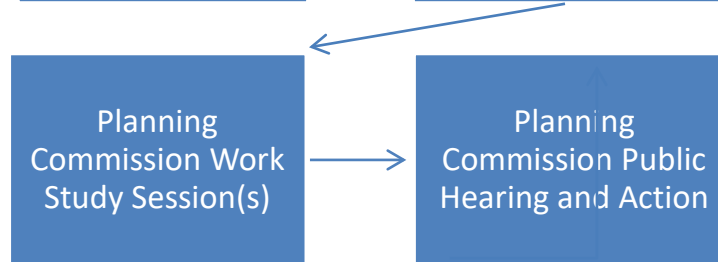 Planning
Commission Work
Study Session(s)
Planning
Commission Public
Hearing and Action